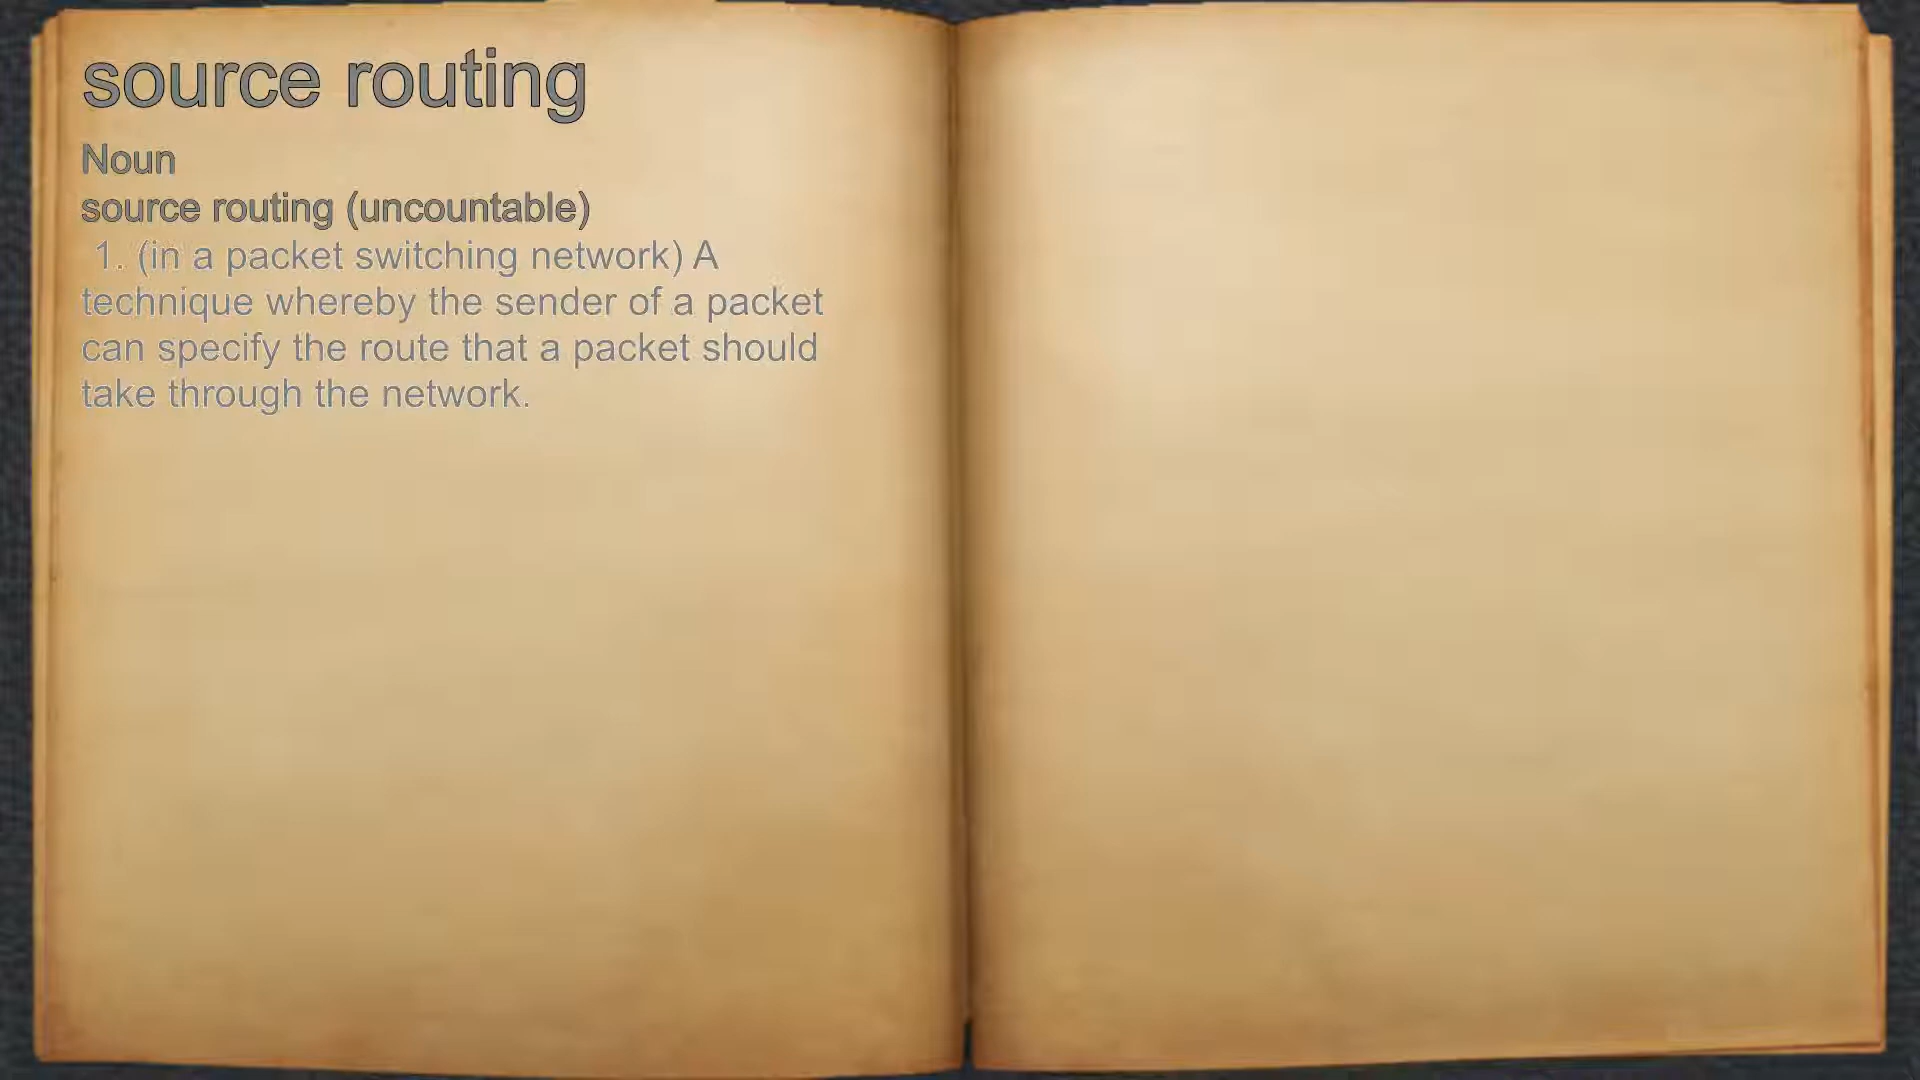 source routing
Noun
source routing (uncountable)
1. (in a packet switching network) A
technique whereby the sender of a packet
can specify the route that a packet should
take through the network.